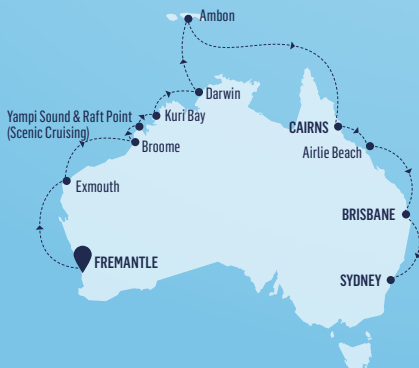 Ambon
Darwin
Yampi Sound & Raft Point
(Scenic Cruising)
Kuri Bay
CAIRNS
Broome
Airlie Beach
Exmouth
BRISBANE
FREMANTLE
SYDNEY